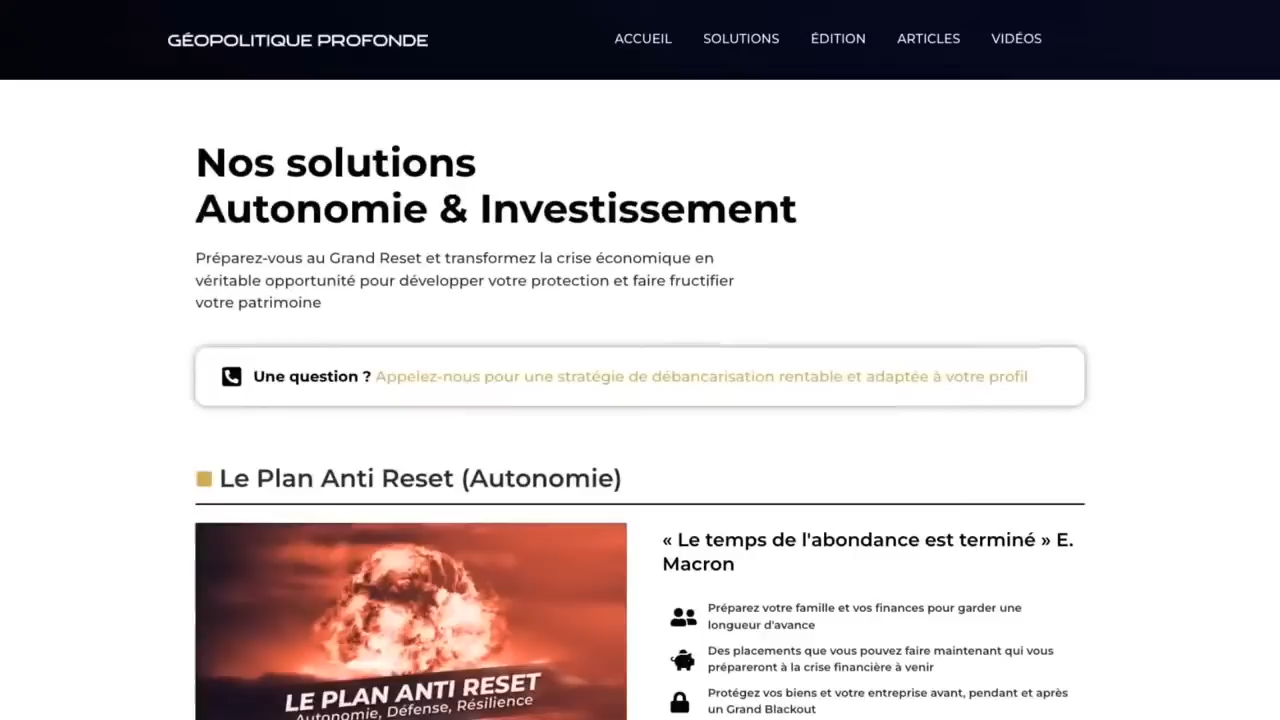 GÉOPOLITIQUE PROFONDE
ACCUEIL SOLUTIONS ÉDITION ARTICLES VIDÉOS
Nos solutions
Autonomie & Investissement
Préparez-vous au Grand Reset et transformez la crise économique en
véritable opportunité pour développer votre protection et faire fructifier
votre patrimoine
Une question ? Appelez-nous pour une stratégie de débancarisation rentable et adaptée à votre profil
Le Plan Anti Reset (Autonomie)
LE PLAN ANTI RESET
Autonomie, Défense, Résilience
« Le temps de l'abondance est terminé » E.
Macron
Préparez votre famille et vos finances pour garder une
longueur d'avance
Des placements que vous pouvez faire maintenant qui vous
prépareront à la crise financière à venir
Protégez vos biens et votre entreprise avant, pendant et après
un Grand Blackout